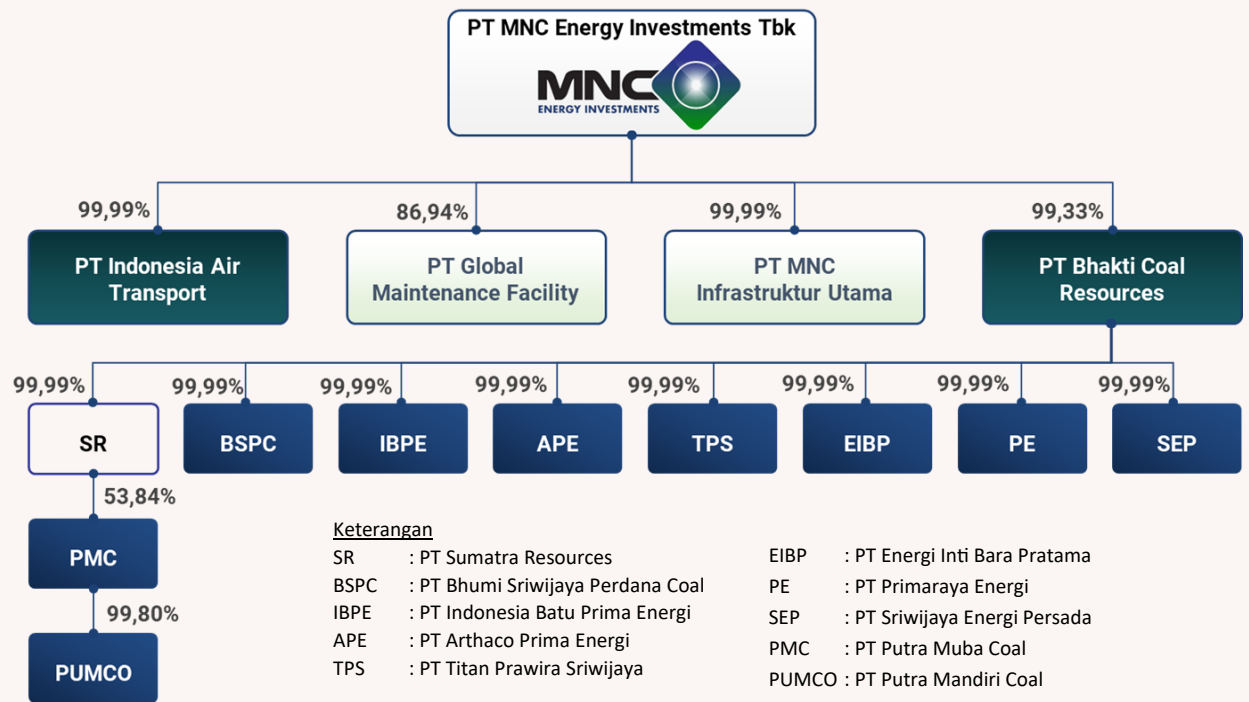 PT MNC Energy Investments Tbk
MNC
ENERGY INVESTMENTS
99,99%
86,94%
99,99%
99,33%
PT Indonesia Air
Transport
PT Global
Maintenance Facility
PT MNC
Infrastruktur Utama
PT Bhakti Coal
Resources
99,99%
99,99%
99,99%
99,99%
99,99%
99,99%
99,99%
99,99%
SR
BSPC
IBPE
APE
TPS
EIBP
PE
SEP
53,84%
PMC
99,80%
PUMCO
Keterangan
SR : PT Sumatra Resources
BSPC : PT Bhumi Sriwijaya Perdana Coal
IBPE : PT Indonesia Batu Prima Energi
APE : PT Arthaco Prima Energi
TPS : PT Titan Prawira Sriwijaya
EIBP : PT Energi Inti Bara Pratama
PE : PT Primaraya Energi
SEP : PT Sriwijaya Energi Persada
PMC : PT Putra Muba Coal
PUMCO : PT Putra Mandiri Coal